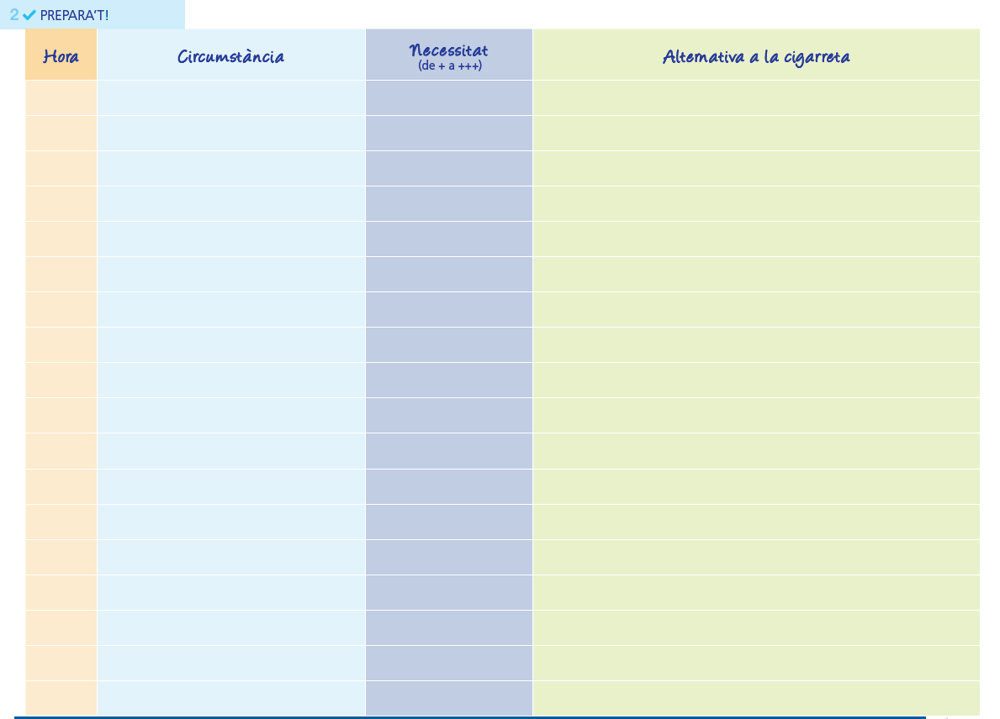 2 ✔ PREPARA'T!
Hora
Circumstància
Necessitat
(de + a +++)
Alternativa a la cigarreta